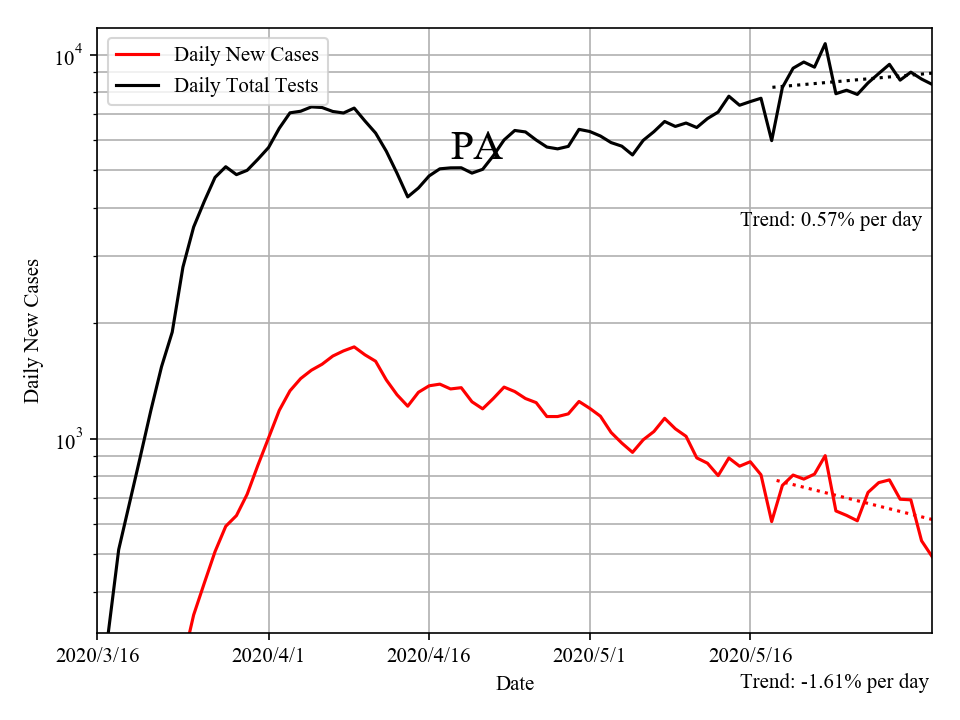 Daily New Cases
Daily Total Tests
PA
Trend: 0.57% per day
Daily New Cases
10^4
10^3
2020/3/16
2020/4/1
2020/4/16
2020/5/1
2020/5/16
Date
Trend: -1.61% per day